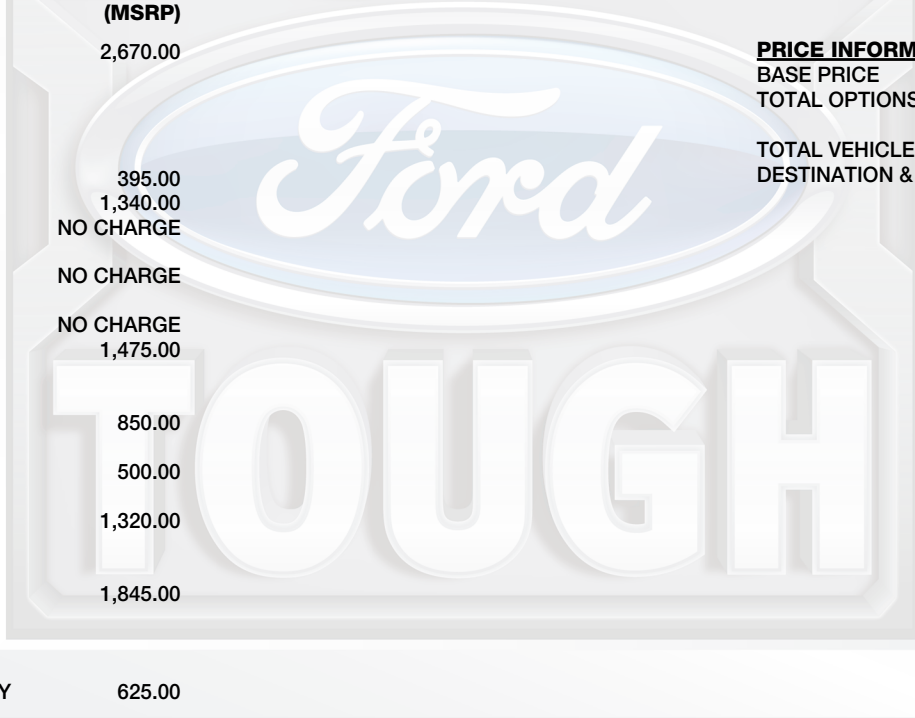 (MSRP)
2,670.00
395.00
1,340.00
NO CHARGE
NO CHARGE
NO CHARGE
1,475.00
850.00
500.00
1,320.00
1,845.00
Y 625.00
PRICE INFORM
BASE PRICE
TOTAL OPTIONS
TOTAL VEHICLE
DESTINATION &
Ford
TOUGH